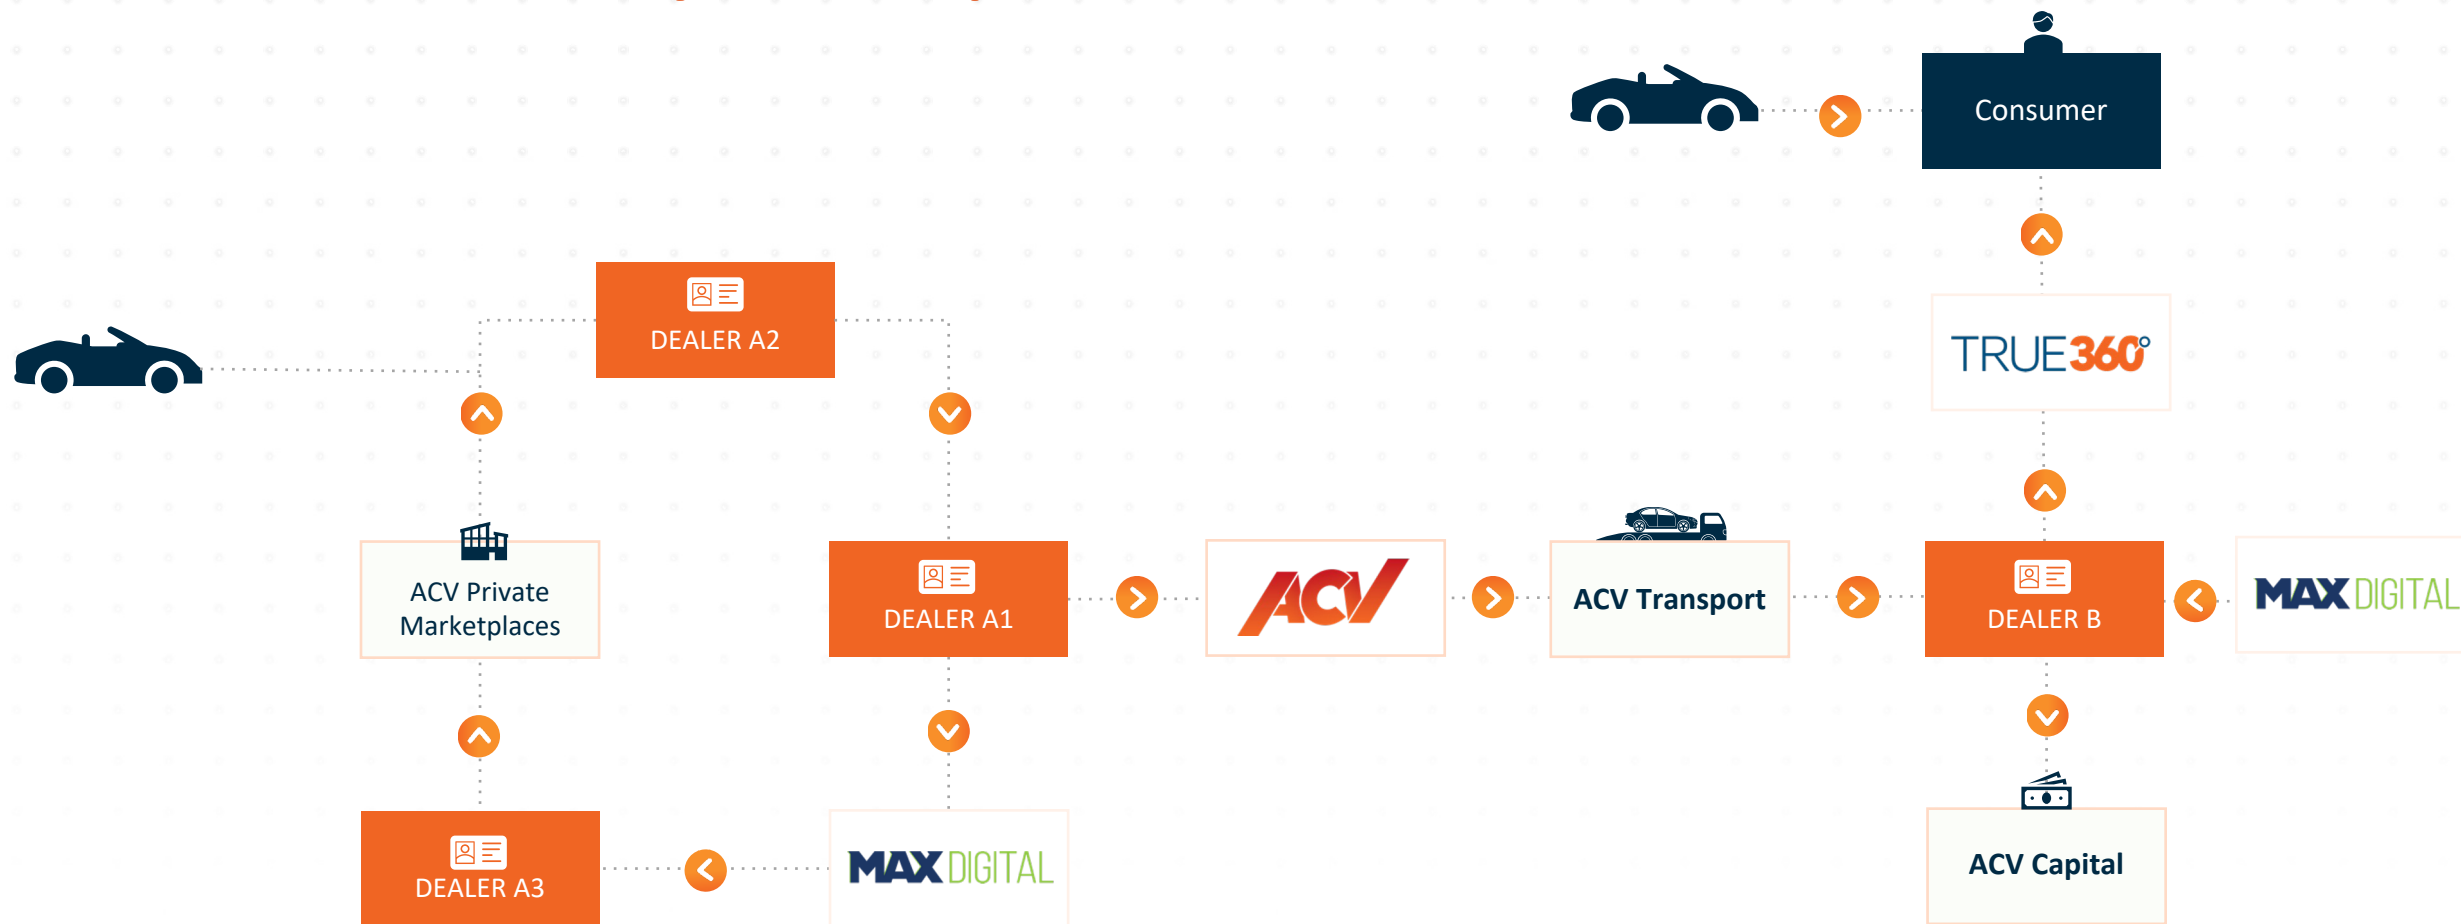 Consumer
DEALER A2
TRUE360°
ACV Private
Marketplaces
DEALER A1
ACV
ACV Transport
DEALER B
MAX DIGITAL
DEALER A3
MAX DIGITAL
ACV Capital